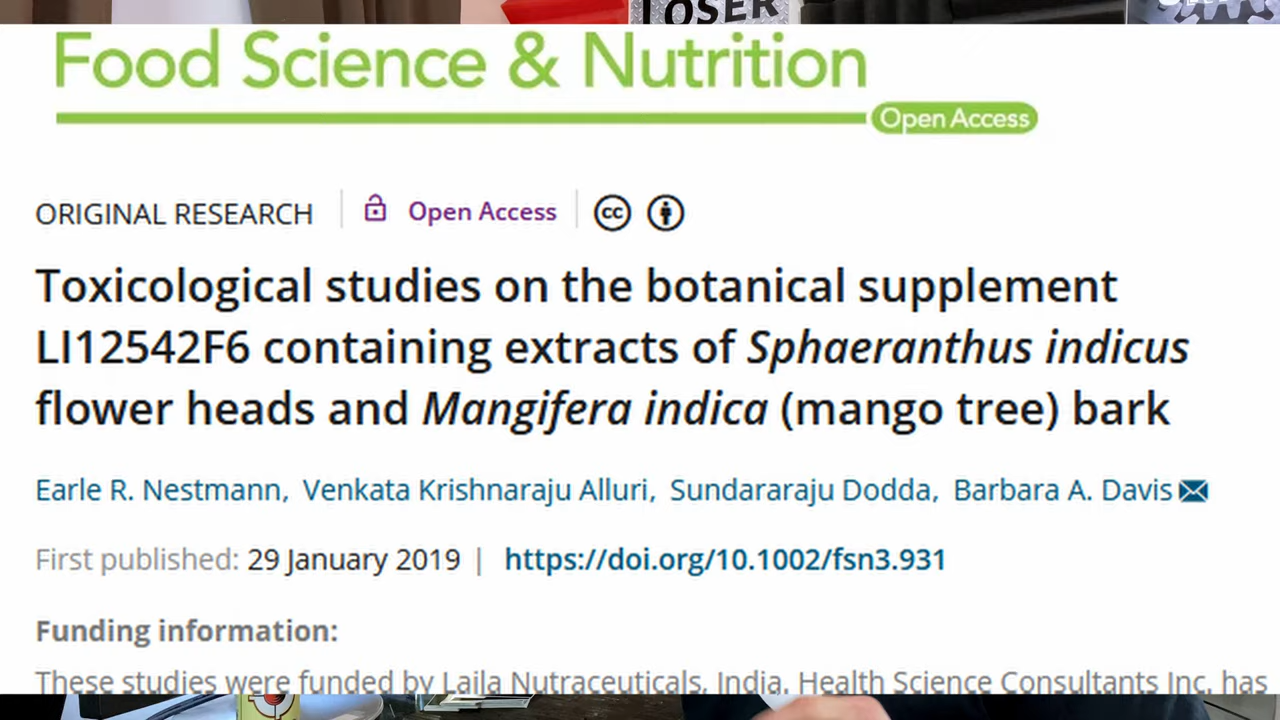 LOSER
Food Science & Nutrition
Open Access
ORIGINAL RESEARCH Open Access cc
Toxicological studies on the botanical supplement
LI12542F6 containing extracts of Sphaeranthus indicus
flower heads and Mangifera indica (mango tree) bark
Earle R. Nestmann, Venkata Krishnaraju Alluri, Sundararaju Dodda, Barbara A. Davis
First published: 29 January 2019 | https://doi.org/10.1002/fsn3.931
Funding information:
These studies were funded by Laila Nutraceuticals, India. Health Science Consultants Inc. has